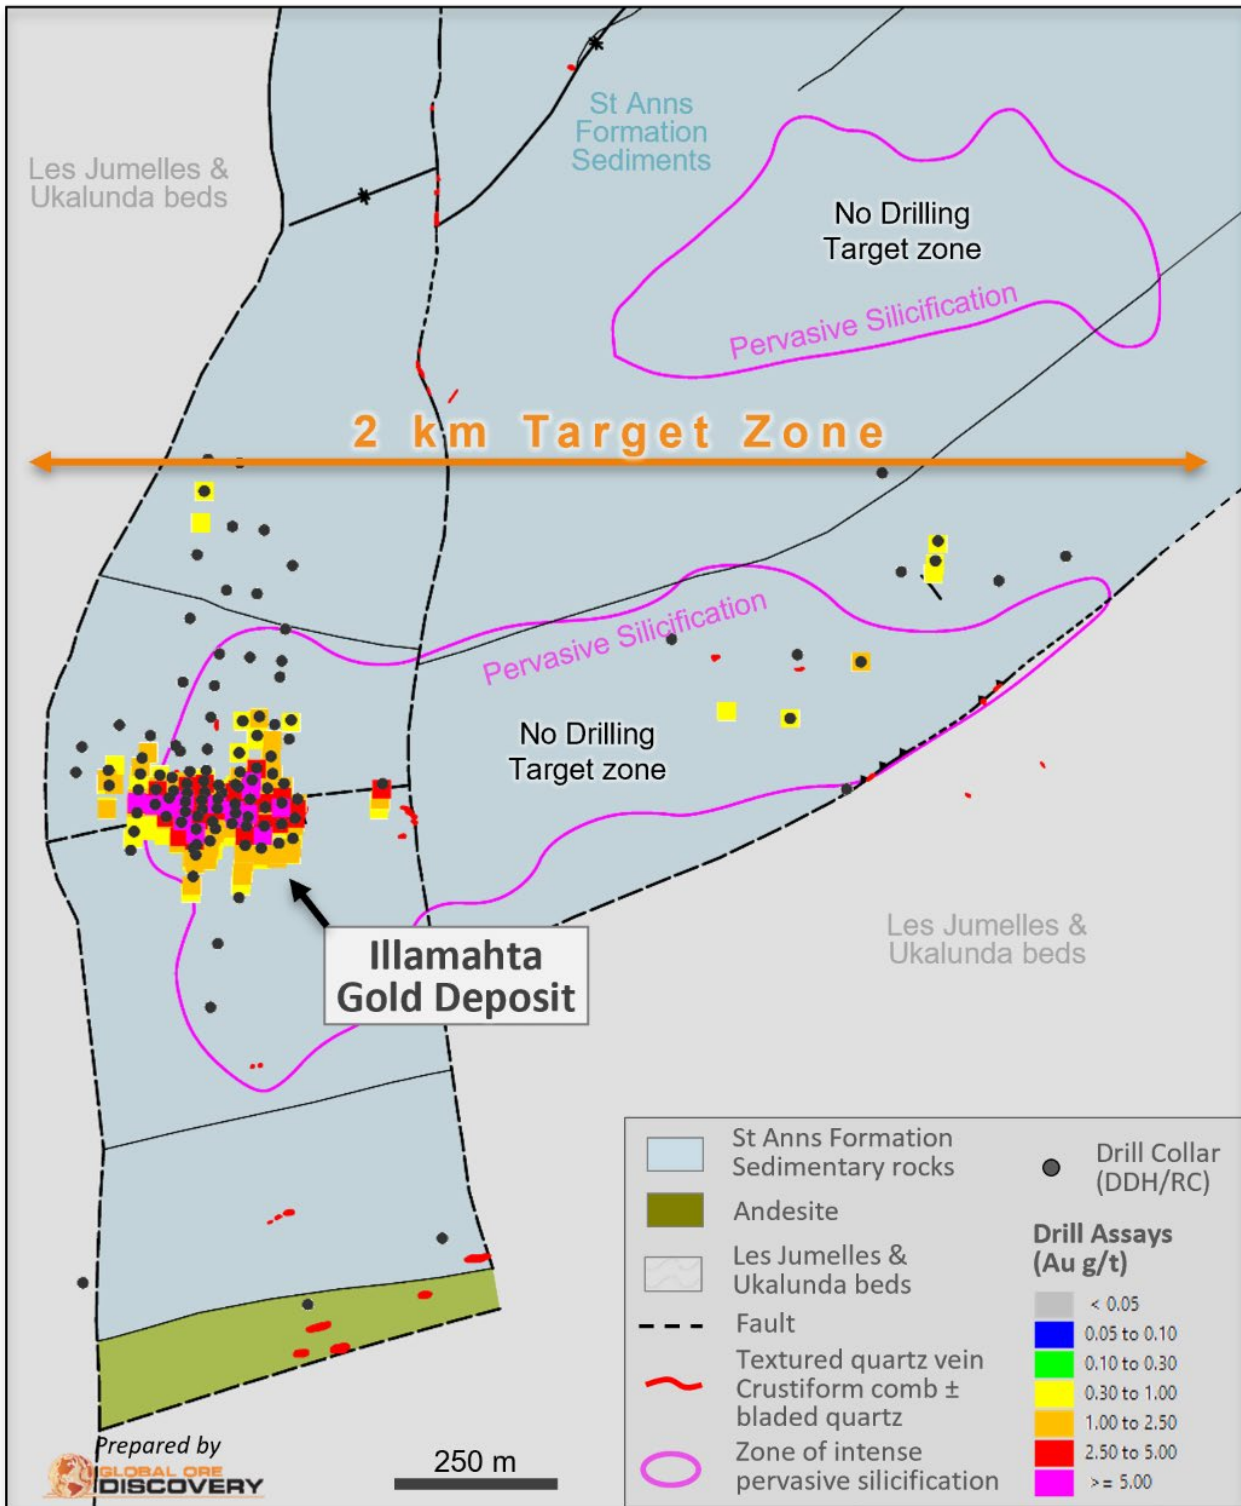 St Anns
Formation
Sediments
Les Jumelles &
Ukalunda beds
No Drilling
Target zone
Pervasive Silicification
2 km Target Zone
Pervasive Silicification
No Drilling
Target zone
Les Jumelles &
Ukalunda beds
Illamahta
Gold Deposit
St Anns Formation
Sedimentary rocks
Andesite
Les Jumelles &
Ukalunda beds
Fault
Textured quartz vein
Crustiform comb ±
bladed quartz
Zone of intense
pervasive silicification
Drill Collar
(DDH/RC)
Drill Assays
(Au g/t)
< 0.05
0.05 to 0.10
0.10 to 0.30
0.30 to 1.00
1.00 to 2.50
2.50 to 5.00
>= 5.00
Prepared by
GLOBAL ORE
DISCOVERY
250 m